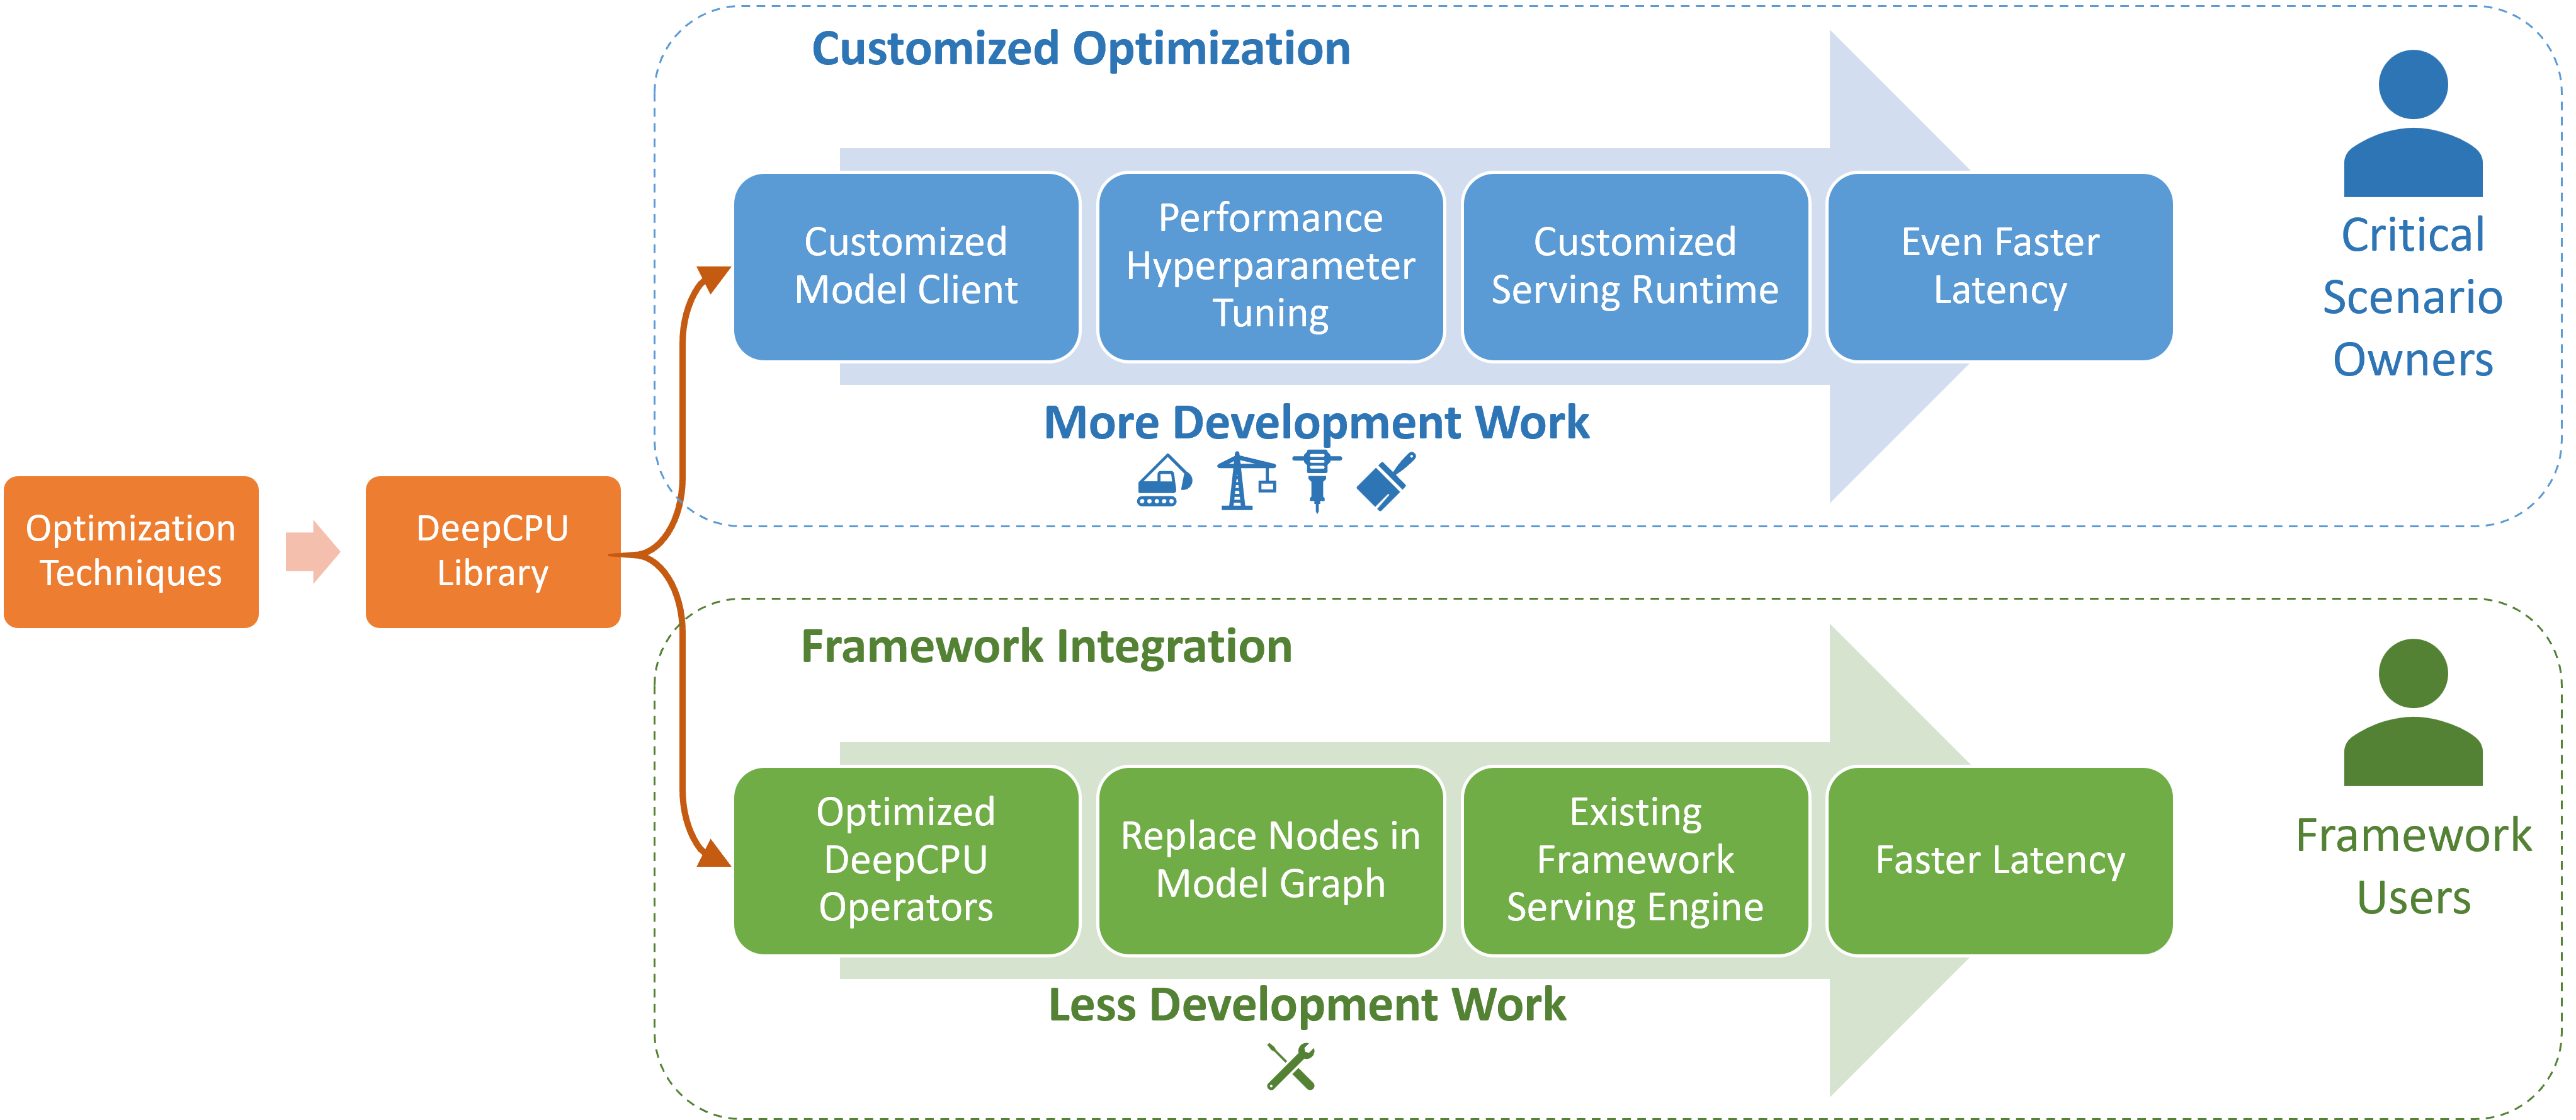 Customized Optimization
Customized
Model Client
Performance
Hyperparameter
Tuning
Customized
Serving Runtime
Even Faster
Latency
Critical
Scenario
Owners
More Development Work
Optimization
Techniques
DeepCPU
Library
Framework Integration
Optimized
DeepCPU
Operators
Replace Nodes in
Model Graph
Existing
Framework
Serving Engine
Faster Latency
Framework
Users
Less Development Work